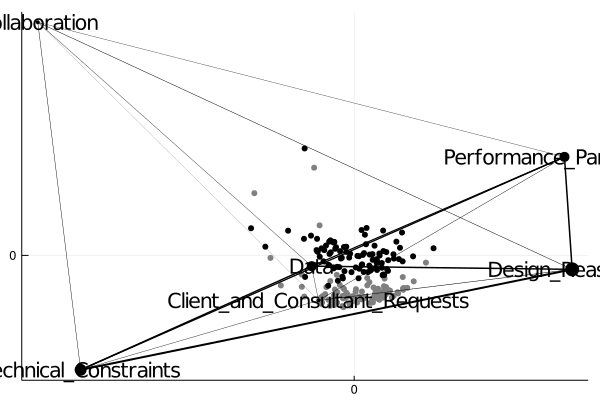 ollaboration
Performance_Par
0
Data
Design_Reas
Client_and_Consultant_Requests
echnical_Constraints
0